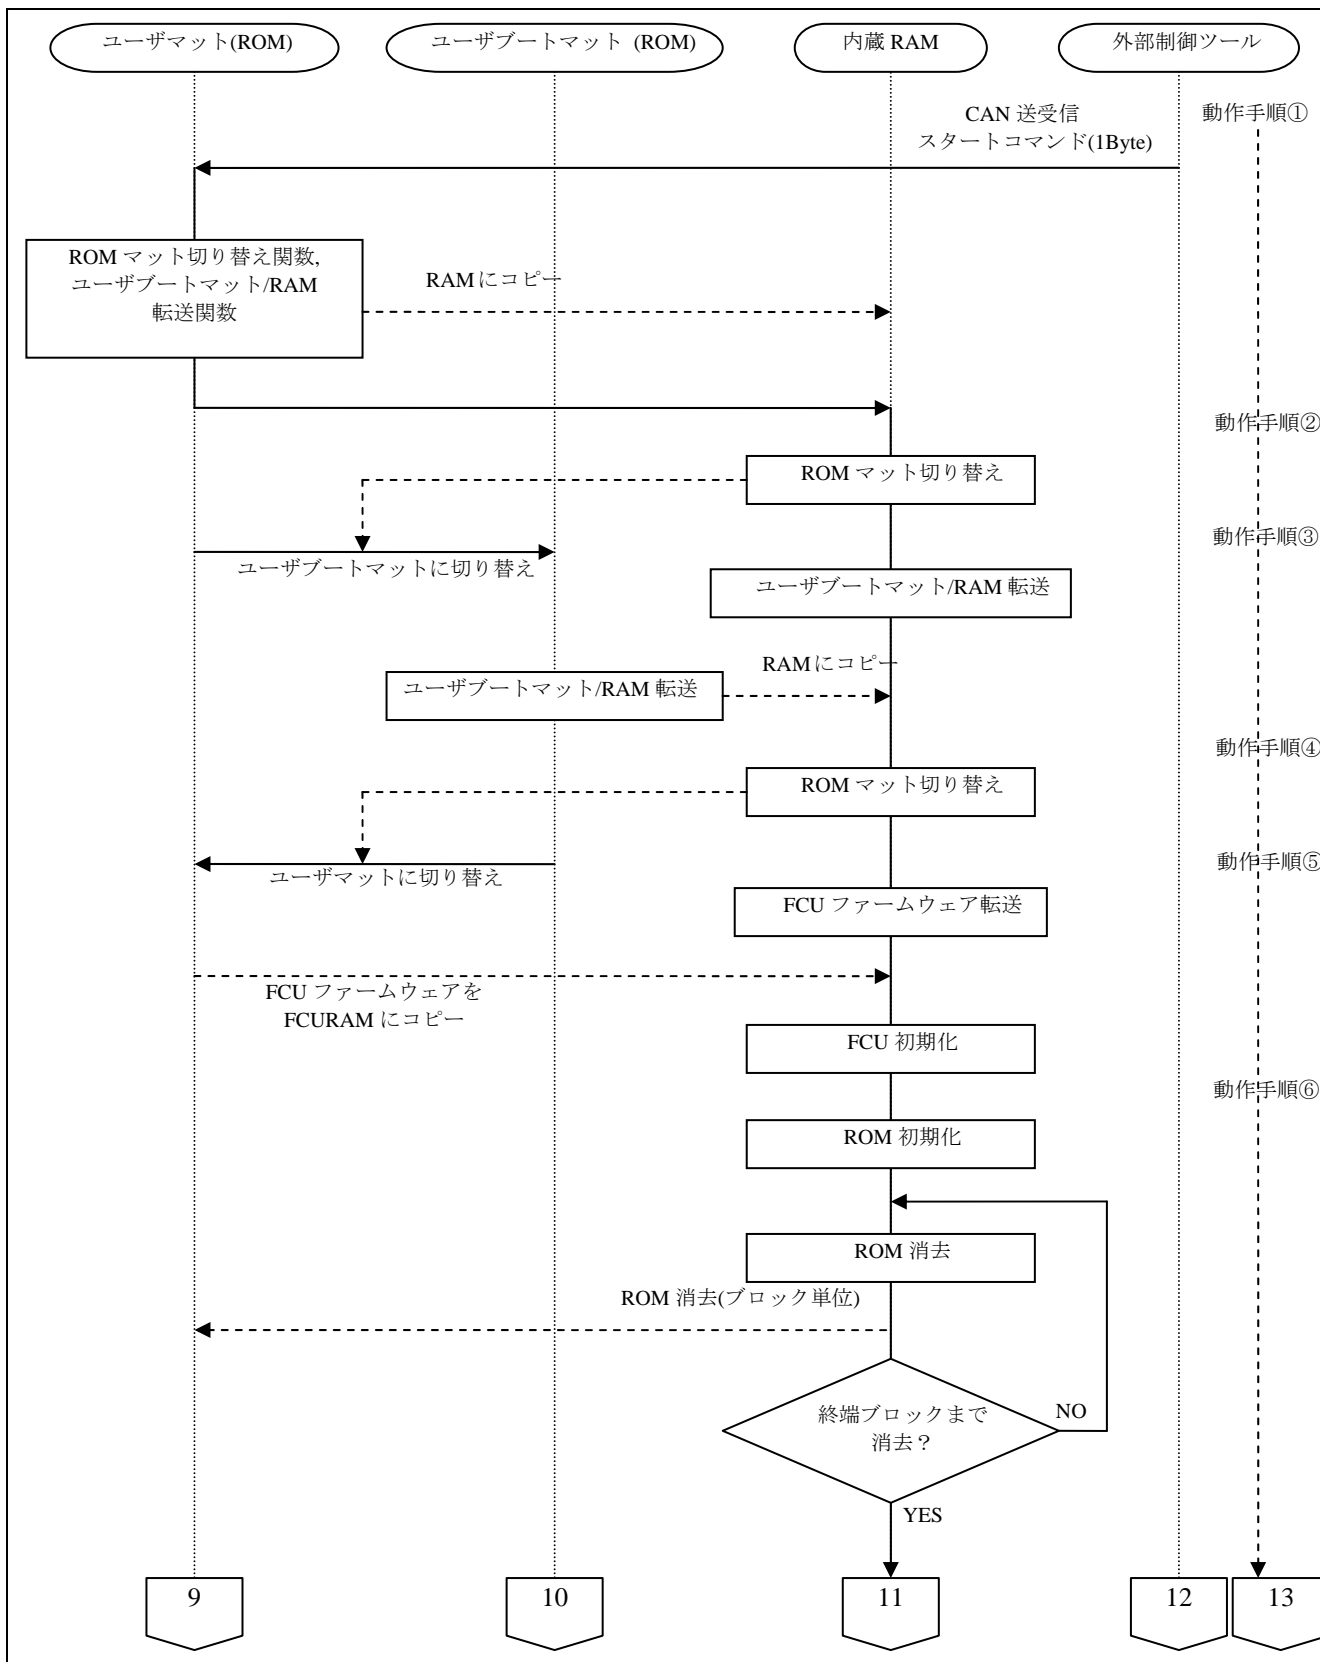 ユーザマット(ROM)
ユーザブートマット (ROM)
内蔵 RAM
外部制御ツール
CAN 送受信
スタートコマンド(1Byte)
動作手順①
ROM マット切り替え関数,
ユーザブートマット/RAM
転送関数
RAM にコピー
動作手順②
ROM マット切り替え
動作手順③
ユーザブートマットに切り替え
ユーザブートマット/RAM 転送
RAM にコピー
ユーザブートマット/RAM 転送
動作手順④
ROM マット切り替え
動作手順⑤
ユーザマットに切り替え
FCU ファームウェア転送
FCU ファームウェアを
FCURAM にコピー
FCU 初期化
動作手順⑥
ROM 初期化
ROM 消去
ROM 消去(ブロック単位)
終端ブロックまで
消去？
NO
YES
9
10
11
12
13